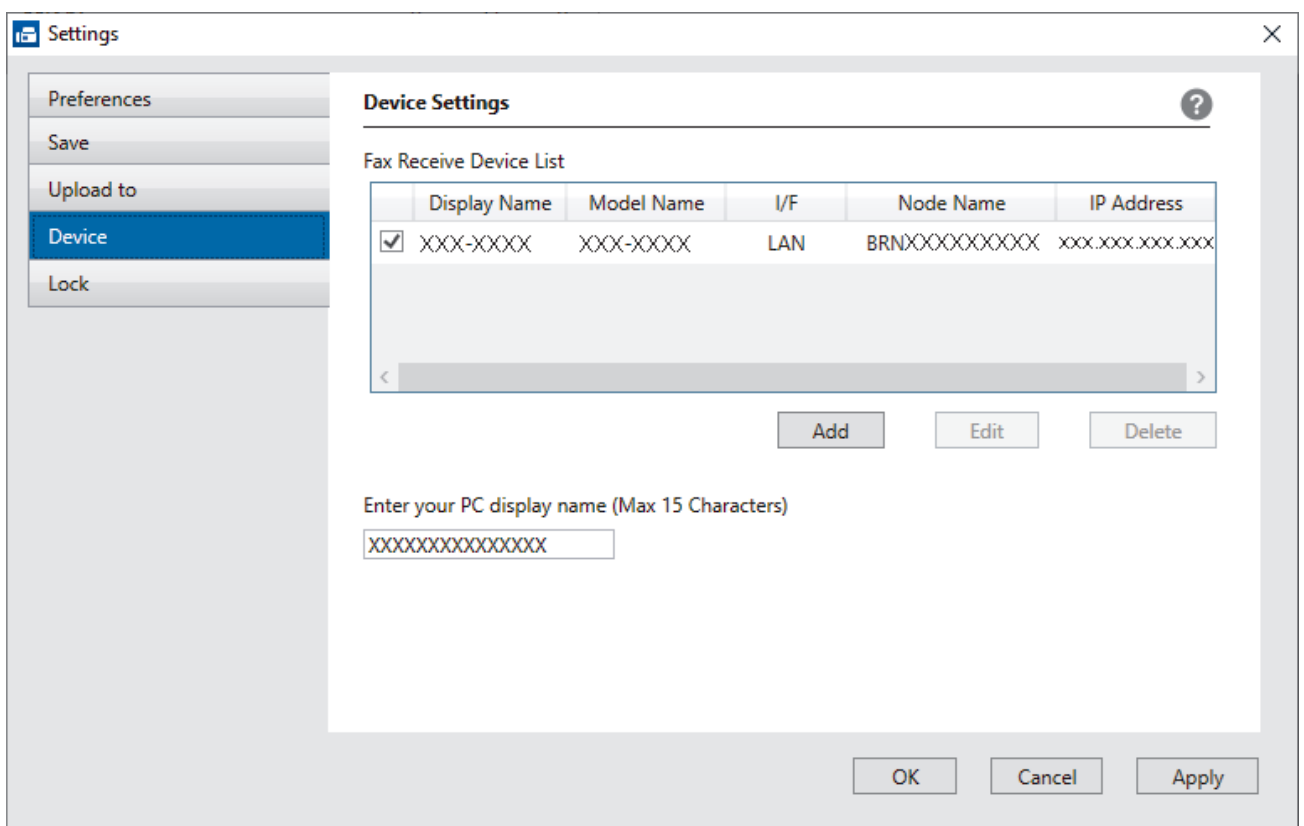 Settings
Preferences
Save
Upload to
Device
Lock
Device Settings
?
Fax Receive Device List
Display Name Model Name I/F Node Name IP Address
XXX-XXXX XXX-XXXX LAN BRNXXXXXXXXX XXX.XXX.XXX.XXX
Add Edit Delete
Enter your PC display name (Max 15 Characters)
XXXXXXXXXXXXXXX
OK Cancel Apply